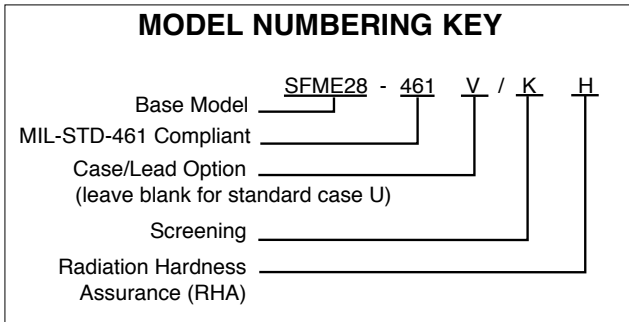 MODEL NUMBERING KEY
SFME28 - 461 V / K H
Base Model
MIL-STD-461 Compliant
Case/Lead Option
(leave blank for standard case U)
Screening
Radiation Hardness
Assurance (RHA)